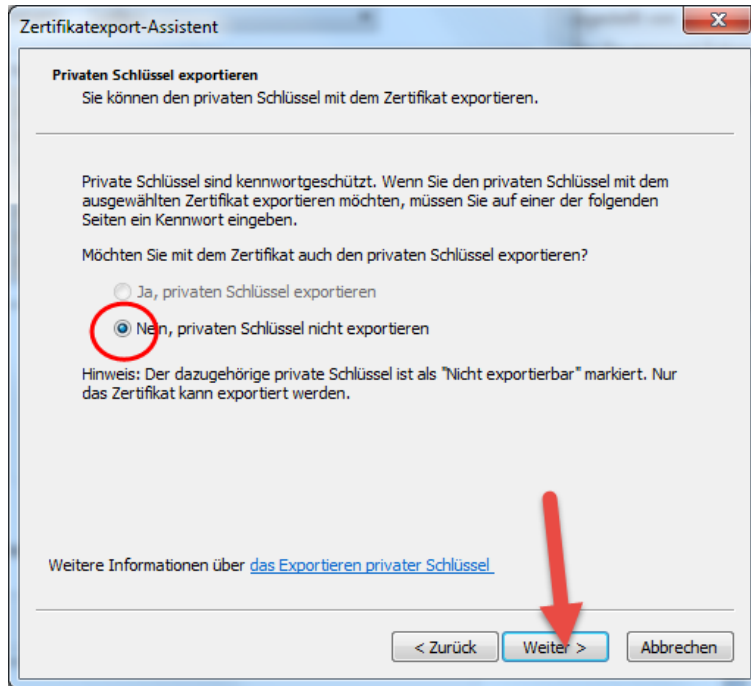 Zertifikatexport-Assistent
Privaten Schlüssel exportieren
Sie können den privaten Schlüssel mit dem Zertifikat exportieren.
Private Schlüssel sind kennwortgeschützt. Wenn Sie den privaten Schlüssel mit dem
ausgewählten Zertifikat exportieren möchten, müssen Sie auf einer der folgenden
Seiten ein Kennwort eingeben.
Möchten Sie mit dem Zertifikat auch den privaten Schlüssel exportieren?
Ja, privaten Schlüssel exportieren
Nein, privaten Schlüssel nicht exportieren
Hinweis: Der dazugehörige private Schlüssel ist als "Nicht exportierbar" markiert. Nur
das Zertifikat kann exportiert werden.
Weitere Informationen über das Exportieren privater Schlüssel
< Zurück Weiter > Abbrechen